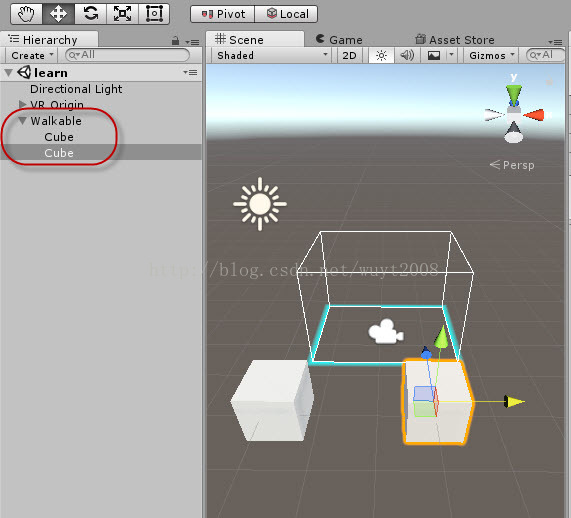 Pivot Local
Hierarchy
Create All
learn
Directional Light
VR Origin
Walkable
Cube
Cube
Scene Game Asset Store
Shaded 2D Gizmos All
y
Persp
http://blog.csdn.net/wuyt2008